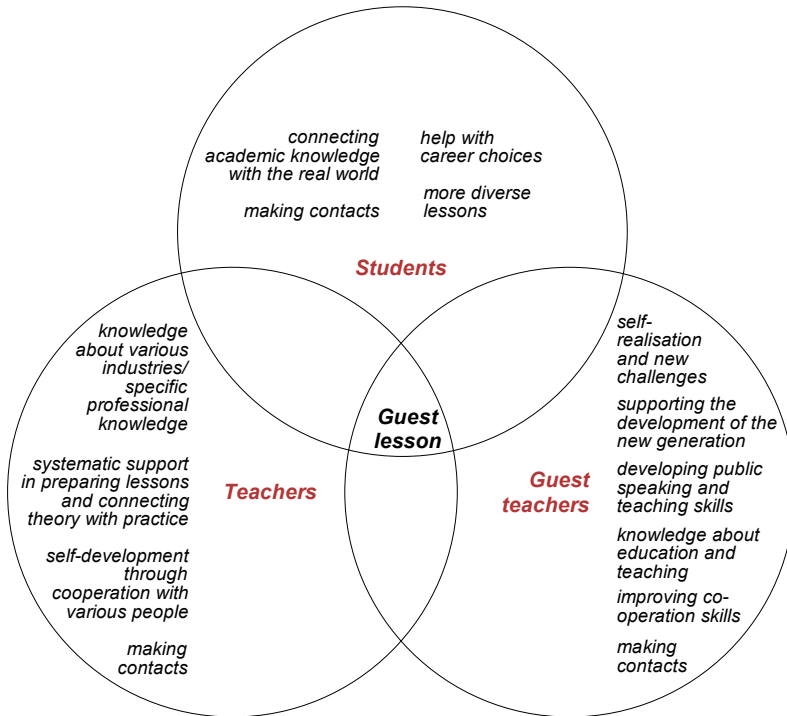 connecting
academic knowledge
with the real world
making contacts
help with
career choices
more diverse
lessons
Students
knowledge
about various
industries/
specific
professional
knowledge
systematic support
in preparing lessons
and connecting
theory with practice
self-development
through
cooperation with
various people
making
contacts
Teachers
Guest
lesson
Guest
teachers
self-
realisation
and new
challenges
supporting the
development of the
new generation
developing public
speaking and
teaching skills
knowledge about
education and
teaching
improving co-
operation skills
making
contacts